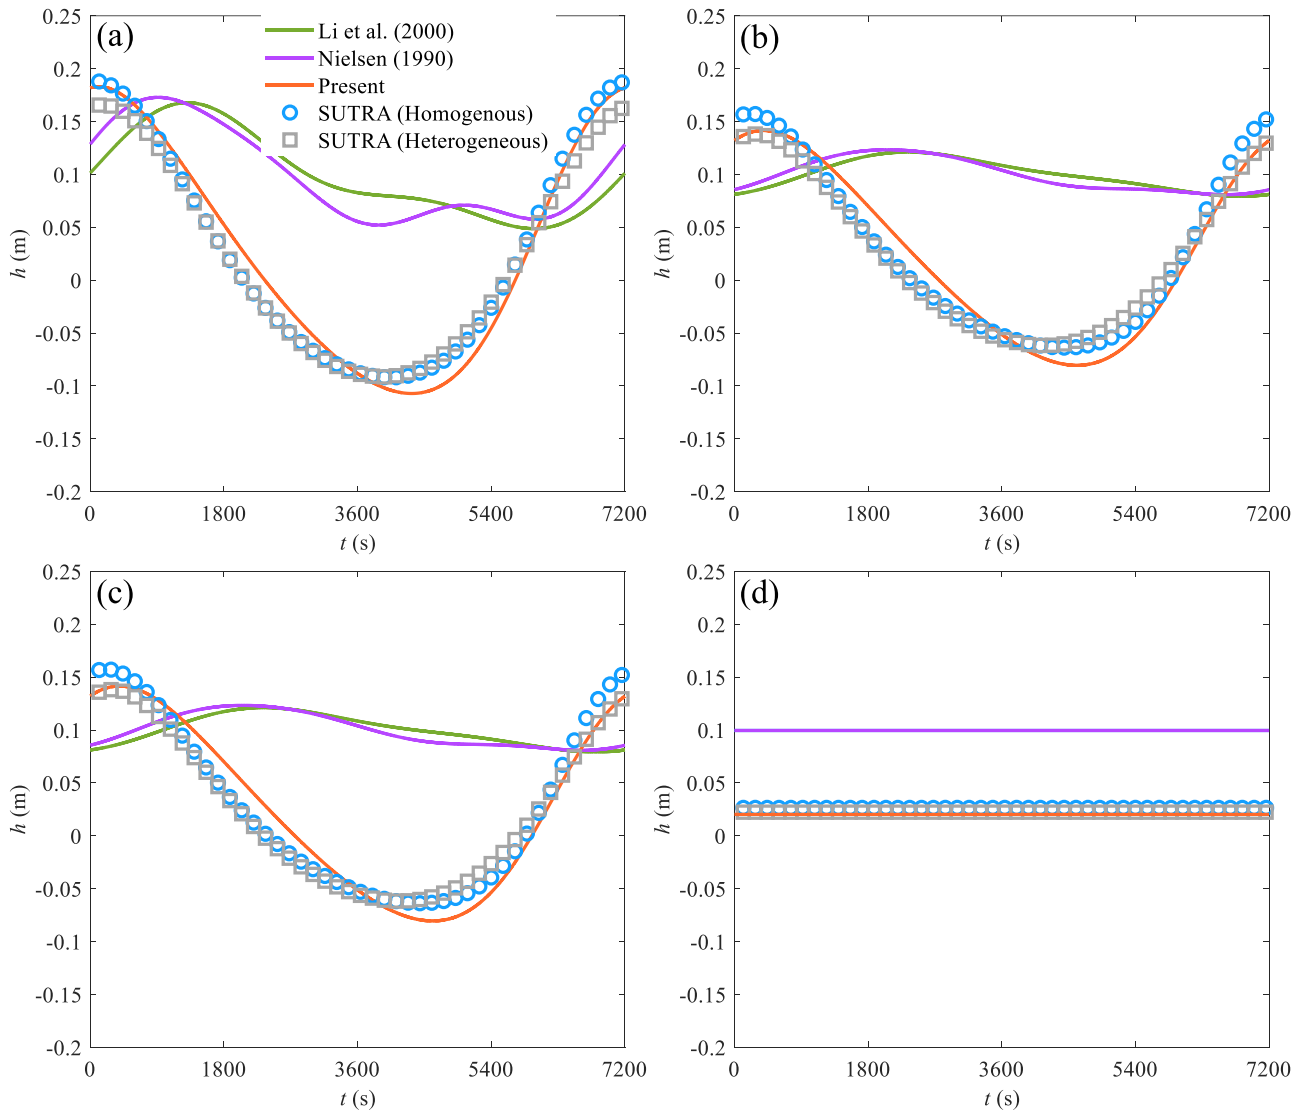 (a)
Li et al. (2000)
Nielsen (1990)
Present
SUTRA (Homogenous)
SUTRA (Heterogeneous)
0.25
0.2
0.15
0.1
0.05
0
-0.05
-0.1
-0.15
-0.2
h (m)
0 1800 3600 5400 7200
t (s)
(b)
0.25
0.2
0.15
0.1
0.05
0
-0.05
-0.1
-0.15
-0.2
h (m)
0 1800 3600 5400 7200
t (s)
(c)
0.25
0.2
0.15
0.1
0.05
0
-0.05
-0.1
-0.15
-0.2
h (m)
0 1800 3600 5400 7200
t (s)
(d)
0.25
0.2
0.15
0.1
0.05
0
-0.05
-0.1
-0.15
-0.2
h (m)
0 1800 3600 5400 7200
t (s)